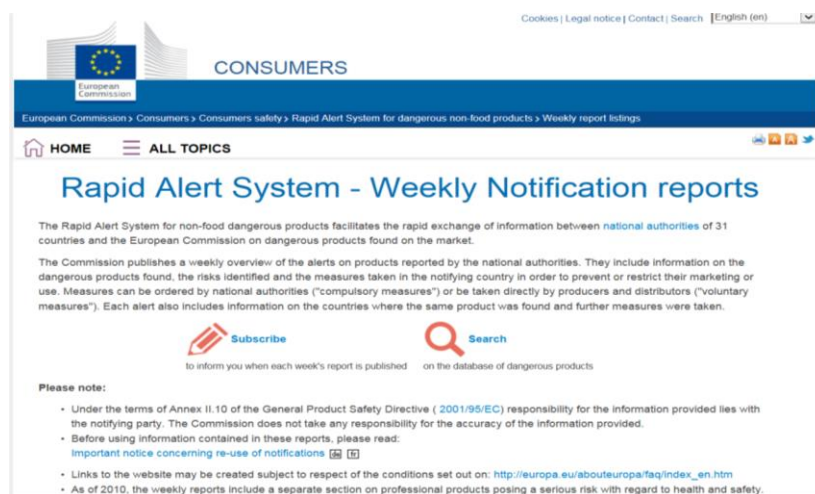 Cookies | Legal notice | Contact | Search English (en)
CONSUMERS
European
Commission
European Commission > Consumers > Consumers safety > Rapid Alert System for dangerous non-food products > Weekly report listings
HOME ALL TOPICS
Rapid Alert System - Weekly Notification reports
The Rapid Alert System for non-food dangerous products facilitates the rapid exchange of information between national authorities of 31
countries and the European Commission on dangerous products found on the market.
The Commission publishes a weekly overview of the alerts on products reported by the national authorities. They include information on the
dangerous products found, the risks identified and the measures taken in the notifying country in order to prevent or restrict their marketing or
use. Measures can be ordered by national authorities ("compulsory measures") or be taken directly by producers and distributors ("voluntary
measures"). Each alert also includes information on the countries where the same product was found and further measures were taken.
Subscribe Search
to inform you when each week's report is published on the database of dangerous products
Please note:
• Under the terms of Annex II.10 of the General Product Safety Directive ( 2001/95/EC) responsibility for the information provided lies with
the notifying party. The Commission does not take any responsibility for the accuracy of the information provided.
• Before using information contained in these reports, please read:
Important notice concerning re-use of notifications de fr
• Links to the website may be created subject to respect of the conditions set out on: http://europa.eu/abouteuropa/faq/index_en.htm
• As of 2010, the weekly reports include a separate section on professional products posing a serious risk with regard to health and safety.